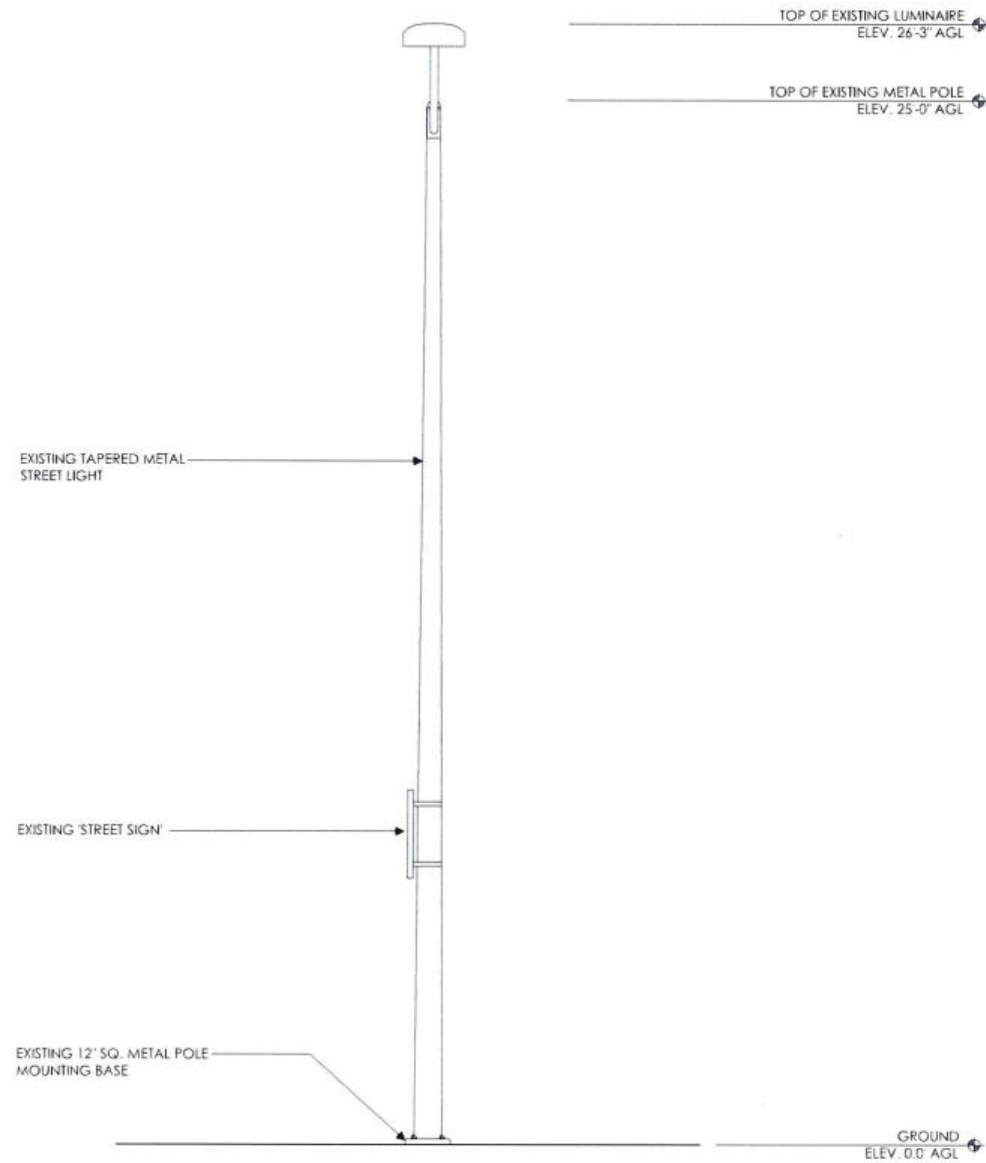 TOP OF EXISTING LUMINAIRE
ELEV. 26'-3" AGL
TOP OF EXISTING METAL POLE
ELEV. 25'-0" AGL
EXISTING TAPERED METAL
STREET LIGHT
EXISTING 'STREET SIGN'
EXISTING 12" SQ. METAL POLE
MOUNTING BASE
GROUND
ELEV. 0.0' AGL